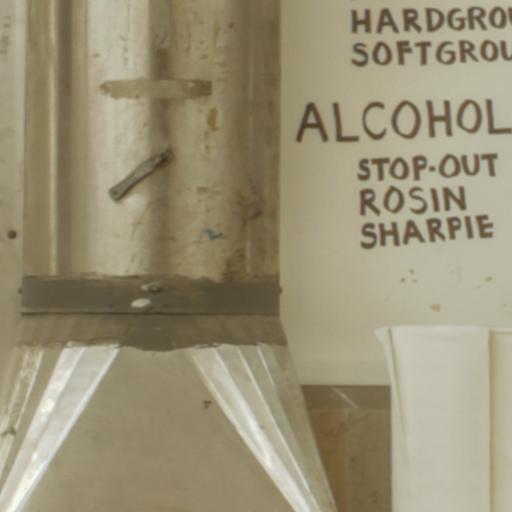 HARDGROU
SOFTGROU
ALCOHOL
STOP-OUT
ROSIN
SHARPIE